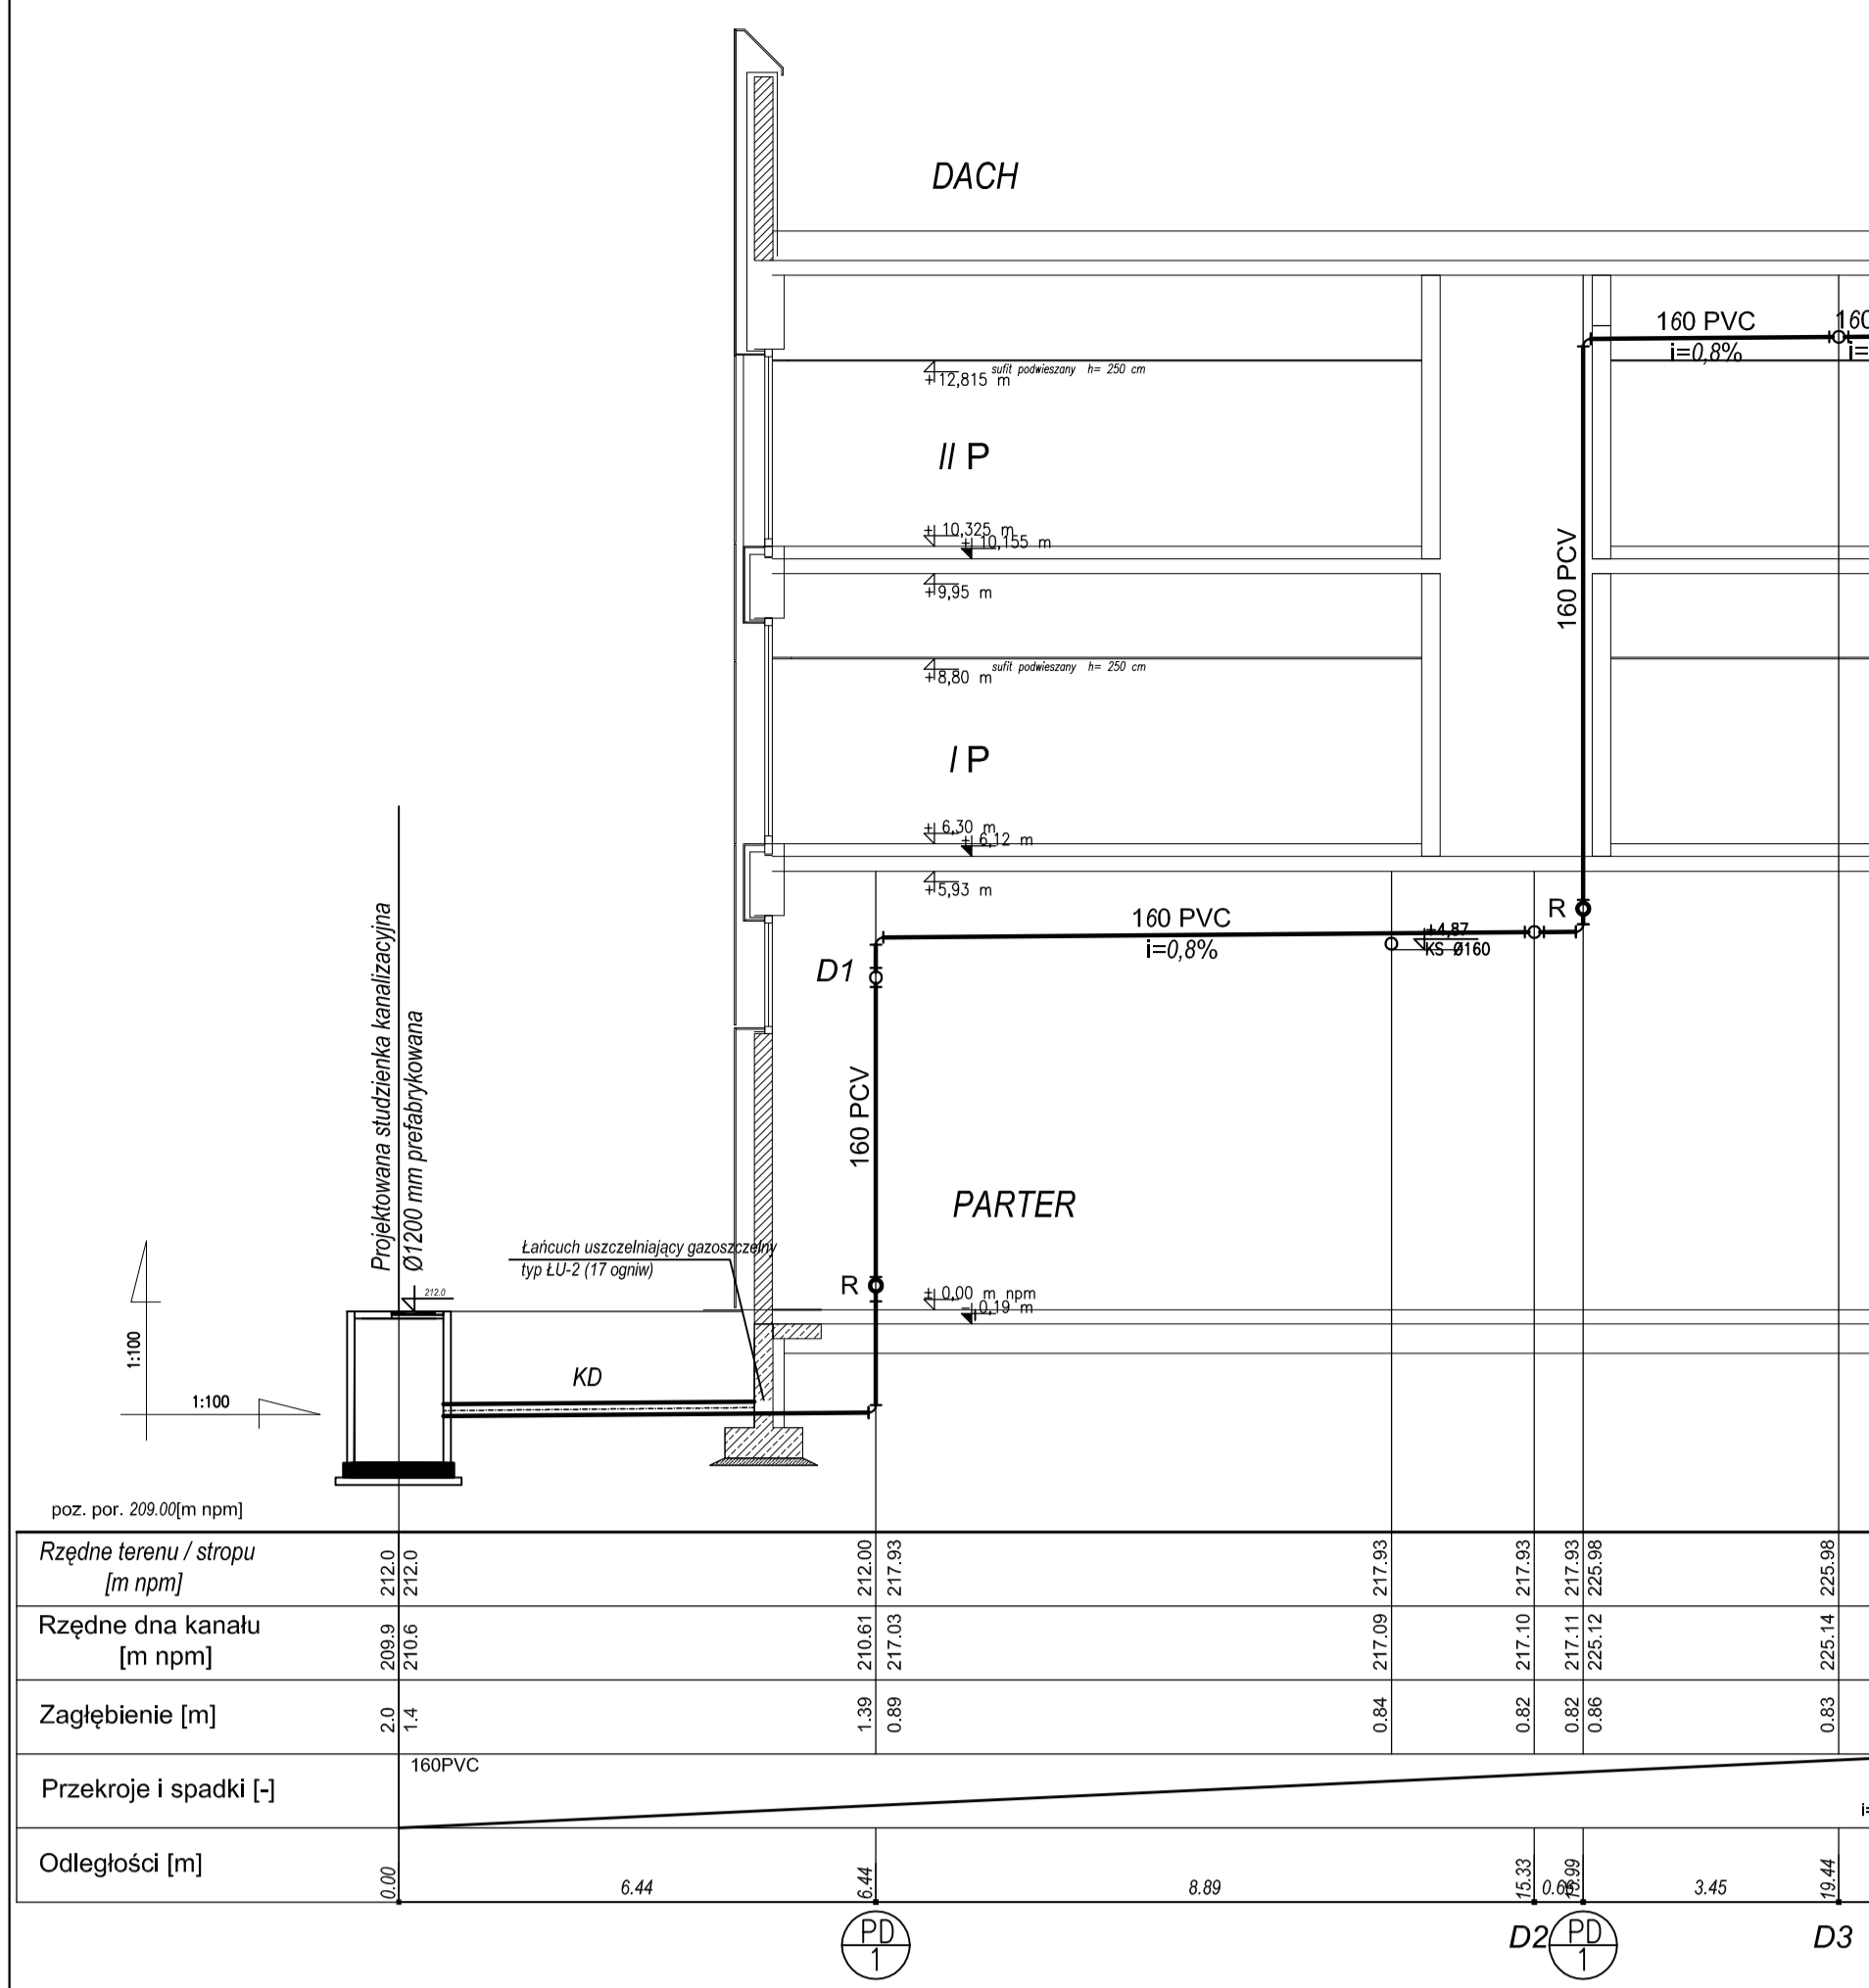 DACH
160 PVC
i=0,8%
160
i=
+12,815 m
sufit podwieszany h= 250 cm
II P
+ 10,325 m
+ 10,155 m
160 PCV
+9,95 m
sufit podwieszany h= 250 cm
+8,80 m
I P
+ 6,30 m
+ 6,12 m
+5,93 m
R
160 PVC
i=0,8%
+4,87
KS Ø160
D1
Projektowana studzienka kanalizacyjna
Ø1200 mm prefabrykowana
160 PCV
PARTER
Łańcuch uszczelniający gazoszczelny
typ ŁU-2 (17 ogniw)
R
± 0,00 m npm
- 0,19 m
212.0
1:100
1:100
KD
poz. por. 209.00[m npm]
Rzędne terenu / stropu
[m npm]
212.0
212.0
212.00
217.93
217.93
217.93
217.93
225.98
225.98
Rzędne dna kanału
[m npm]
209.9
210.6
210.61
217.03
217.09
217.10
217.11
225.12
225.14
Zagłębienie [m]
2.0
1.4
1.39
0.89
0.84
0.82
0.82
0.86
0.83
Przekroje i spadki [-]
160PVC
i=
Odległości [m]
0.00
6.44
6.44
8.89
15.33
0.66
15.99
3.45
19.44
PD
1
D2
PD
1
D3